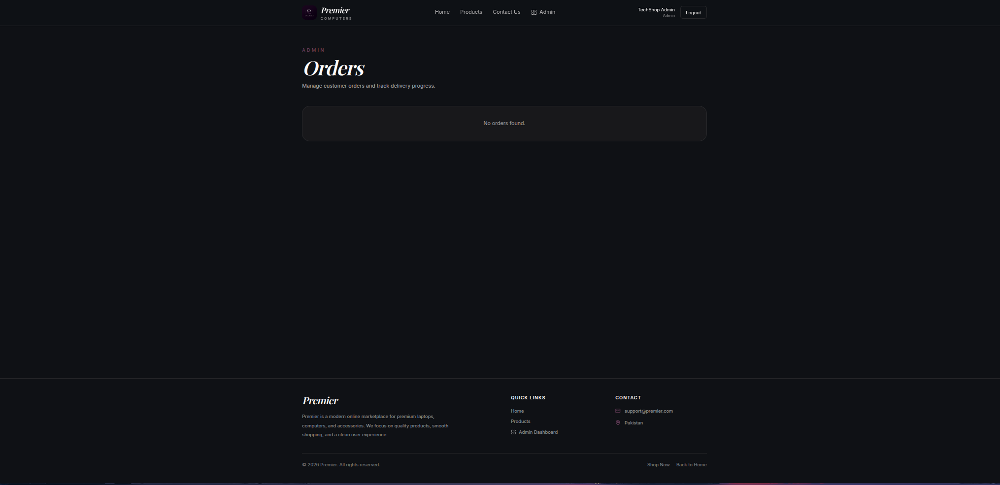 Premier
COMPUTERS
Home
Products
Contact Us
Admin
TechShop Admin
Admin
Logout
ADMIN
Orders
Manage customer orders and track delivery progress.
No orders found.
Premier
Premier is a modern online marketplace for premium laptops,
computers, and accessories. We focus on quality products, smooth
shopping, and a clean user experience.
QUICK LINKS
Home
Products
Admin Dashboard
CONTACT
support@premier.com
Pakistan
© 2026 Premier. All rights reserved.
Shop Now
Back to Home